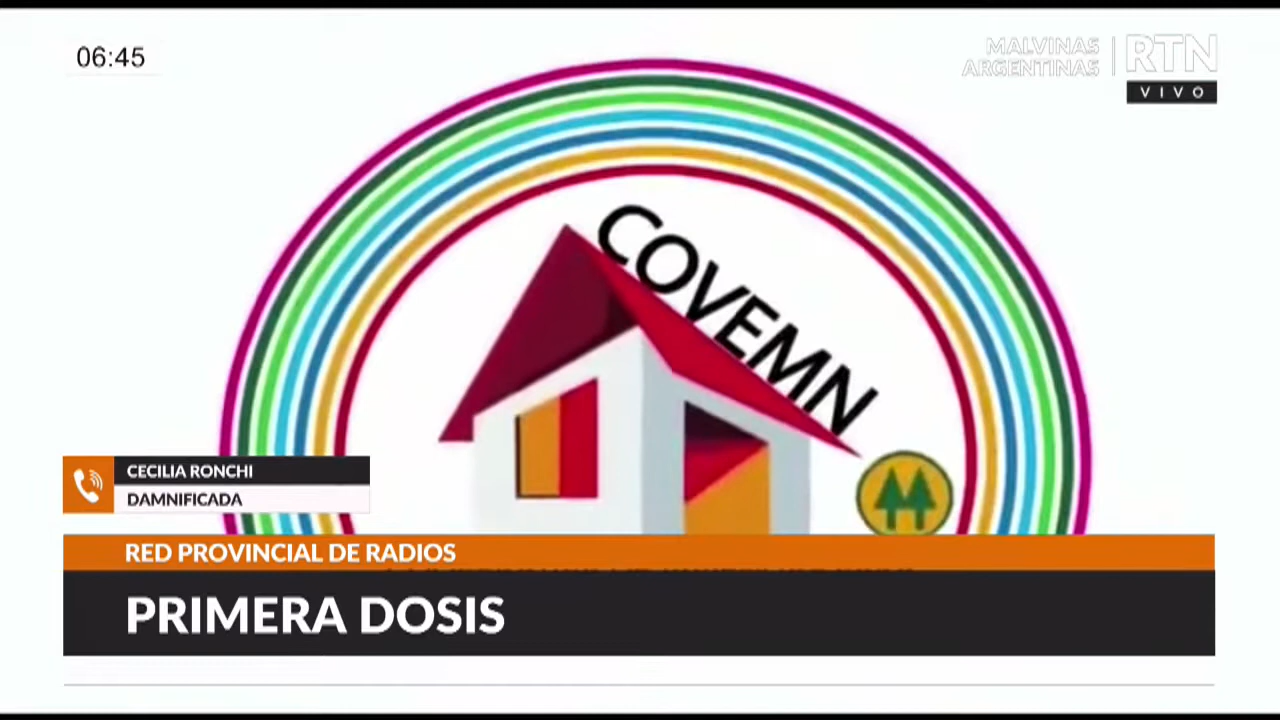 06:45
MALVINAS
ARGENTINAS
RTN
VIVO
COVEMN
CECILIA RONCHI
DAMNIFICADA
RED PROVINCIAL DE RADIOS
PRIMERA DOSIS